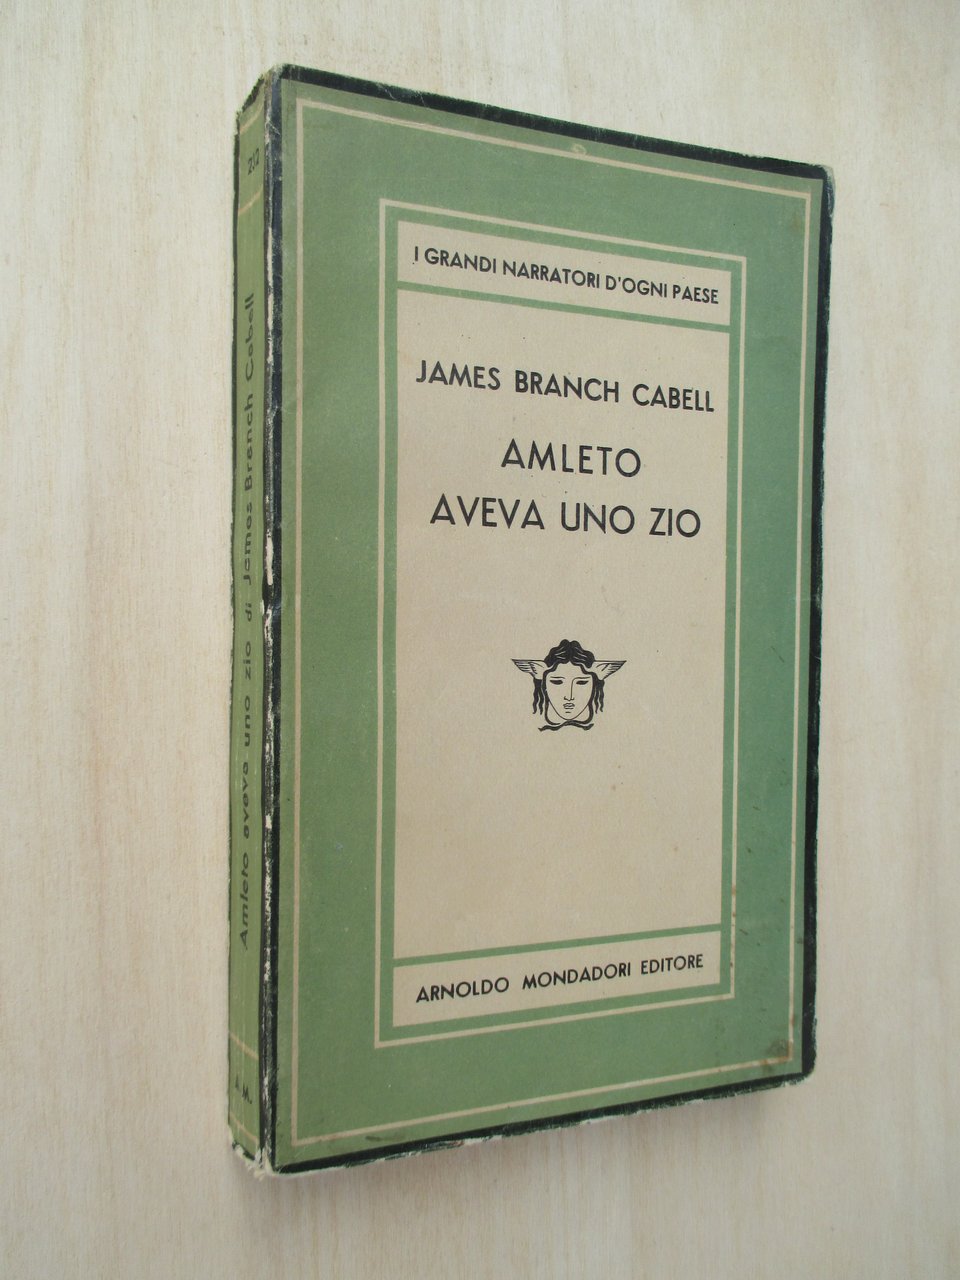 I GRANDI NARRATORI D'OGNI PAESE
JAMES BRANCH CABELL
AMLETO
AVEVA UNO ZIO
ARNOLDO MONDADORI EDITORE
Amleto aveva uno zio di James Branch Cabell
A. M.